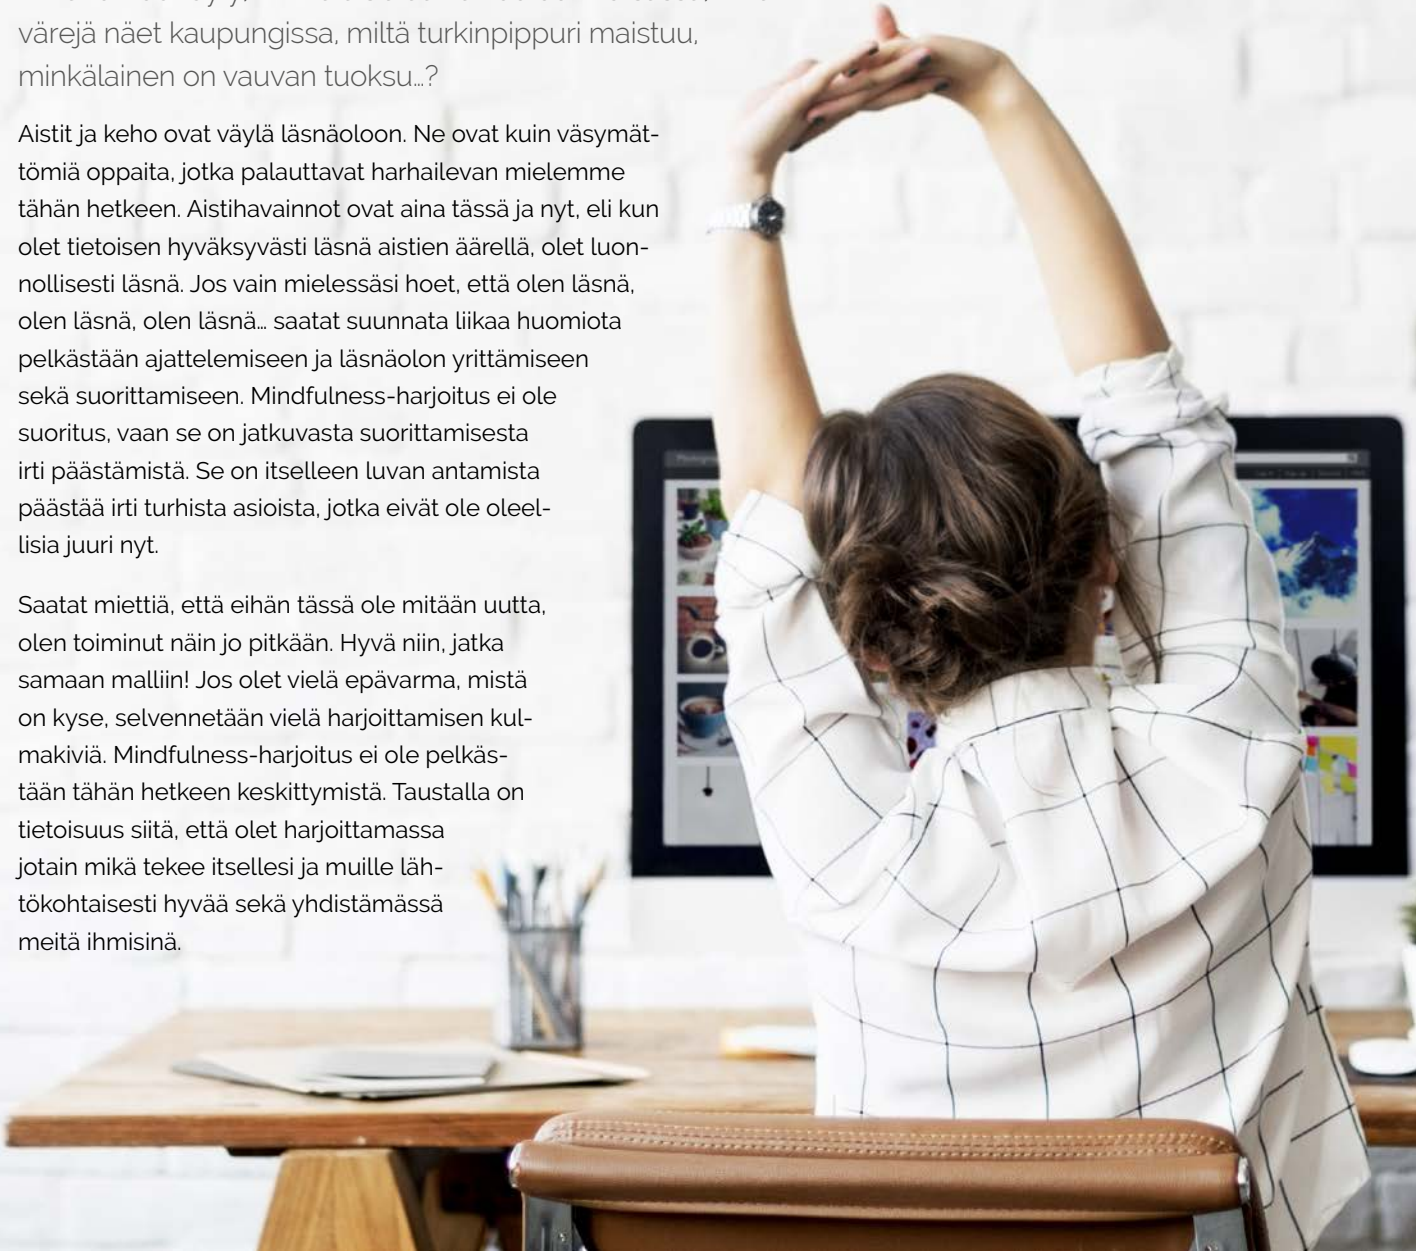 värejä näet kaupungissa, miltä turkinpippuri maistuu,
minkälainen on vauvan tuoksu…?
Aistit ja keho ovat väylä läsnäoloon. Ne ovat kuin väsymät-
tömiä oppaita, jotka palauttavat harhailevan mielemme
tähän hetkeen. Aistihavainnot ovat aina tässä ja nyt, eli kun
olet tietoisen hyväksyvästi läsnä aistien äärellä, olet luon-
nollisesti läsnä. Jos vain mielessäsi hoet, että olen läsnä,
olen läsnä, olen läsnä… saatat suunnata liikaa huomiota
pelkästään ajattelemiseen ja läsnäolon yrittämiseen
sekä suorittamiseen. Mindfulness-harjoitus ei ole
suoritus, vaan se on jatkuvasta suorittamisesta
irti päästämistä. Se on itselleen luvan antamista
päästää irti turhista asioista, jotka eivät ole oleel-
lisia juuri nyt.
Saatat miettiä, että eihän tässä ole mitään uutta,
olen toiminut näin jo pitkään. Hyvä niin, jatka
samaan malliin! Jos olet vielä epävarma, mistä
on kyse, selvennetään vielä harjoittamisen kul-
makiviä. Mindfulness-harjoitus ei ole pelkäs-
tään tähän hetkeen keskittymistä. Taustalla on
tietoisuus siitä, että olet harjoittamassa
jotain mikä tekee itsellesi ja muille läh-
tökohtaisesti hyvää sekä yhdistämässä
meitä ihmisinä.